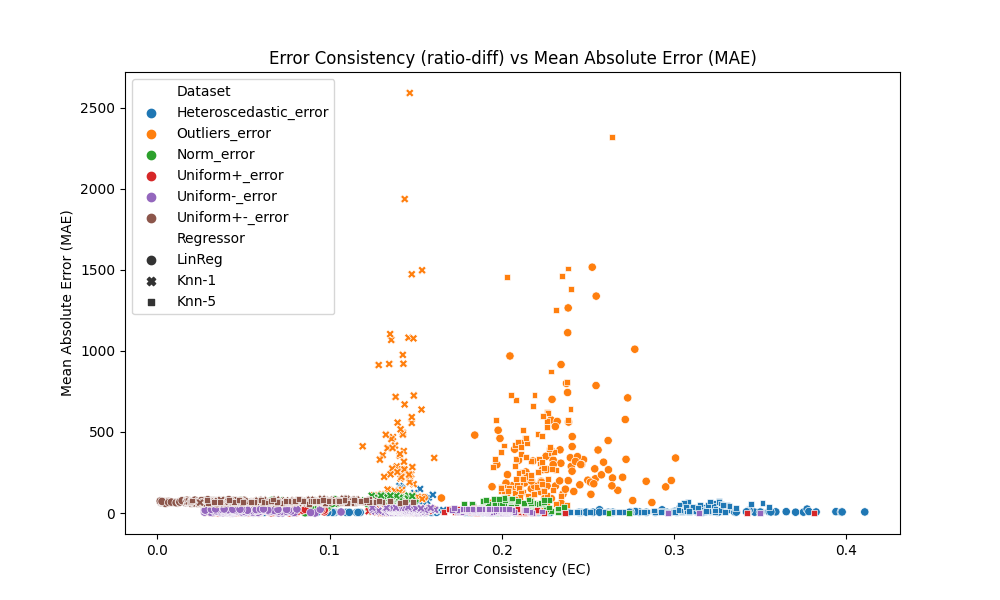 Error Consistency (ratio-diff) vs Mean Absolute Error (MAE)
Dataset
Heteroscedastic_error
Outliers_error
Norm_error
Uniform+_error
Uniform-_error
Uniform+-_error
Regressor
LinReg
Knn-1
Knn-5
Mean Absolute Error (MAE)
2500
2000
1500
1000
500
0
0.0
0.1
0.2
0.3
0.4
Error Consistency (EC)